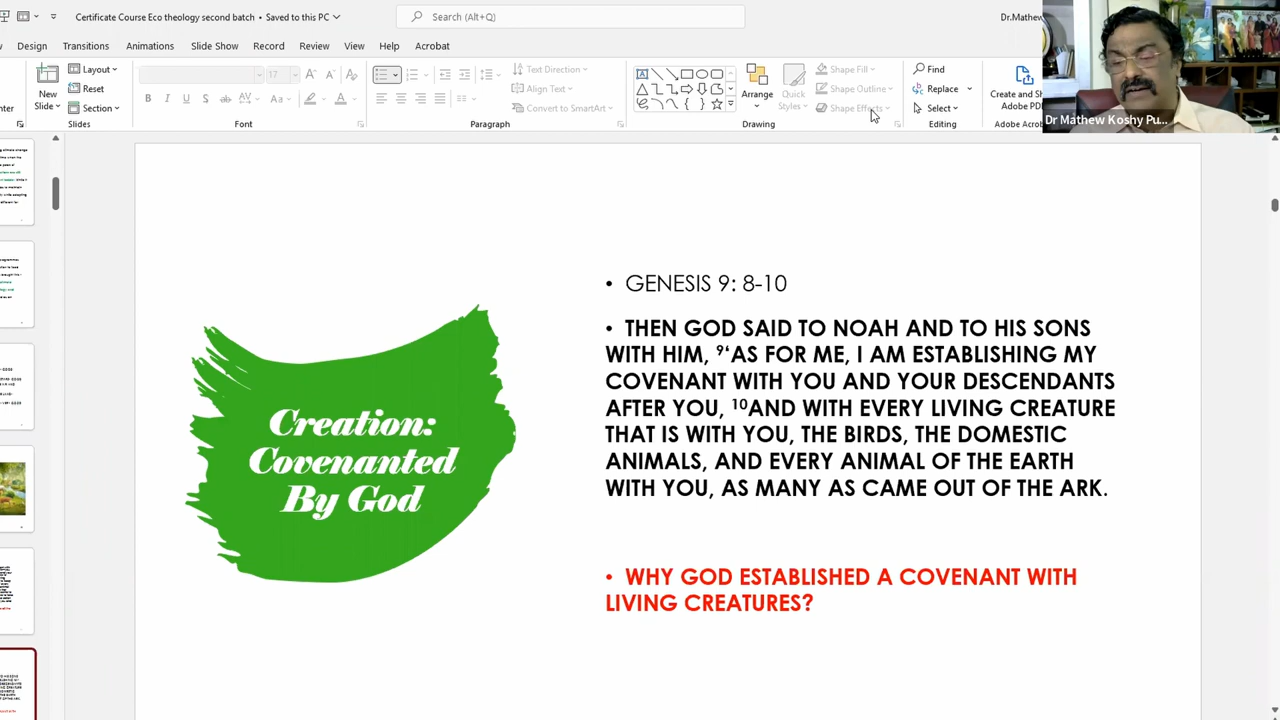 Certificate Course Eco theology second batch • Saved to this PC
Search (Alt+Q)
Dr.Mathew
Design Transitions Animations Slide Show Record Review View Help Acrobat
New
Slide
Layout
Reset
Section
Slides
17
B I U S ab AV Aa A
Font
Text Direction
Align Text
Convert to SmartArt
Paragraph
Arrange
Quick
Styles
Shape Fill
Shape Outline
Shape Effects
Drawing
Find
Replace
Select
Editing
Create and Sh
Adobe PD
Adobe Acro
Dr Mathew Koshy Pu...
Creation:
Covenanted
By God
• GENESIS 9: 8-10
• THEN GOD SAID TO NOAH AND TO HIS SONS
WITH HIM, ⁹‘AS FOR ME, I AM ESTABLISHING MY
COVENANT WITH YOU AND YOUR DESCENDANTS
AFTER YOU, ¹⁰AND WITH EVERY LIVING CREATURE
THAT IS WITH YOU, THE BIRDS, THE DOMESTIC
ANIMALS, AND EVERY ANIMAL OF THE EARTH
WITH YOU, AS MANY AS CAME OUT OF THE ARK.
• WHY GOD ESTABLISHED A COVENANT WITH
LIVING CREATURES?